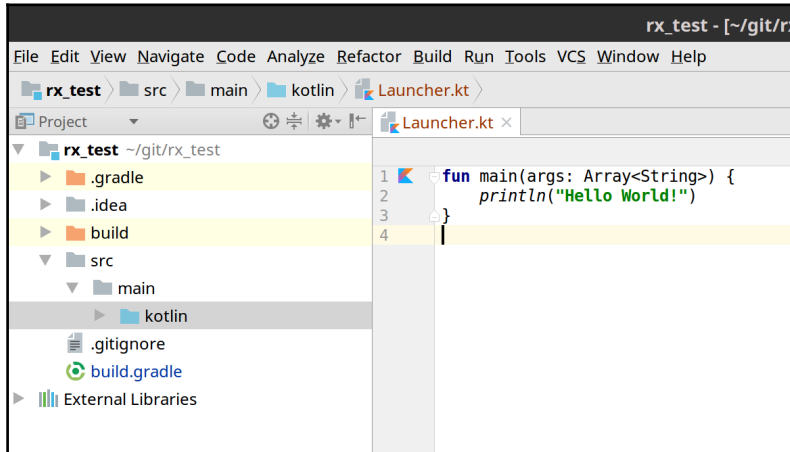 rx_test - [~/git/rx
File Edit View Navigate Code Analyze Refactor Build Run Tools VCS Window Help
rx_test src main kotlin Launcher.kt
Project
Launcher.kt
rx_test ~/git/rx_test
.gradle
.idea
build
src
main
kotlin
.gitignore
build.gradle
External Libraries
1 fun main(args: Array<String>) {
2 println("Hello World!")
3 }
4